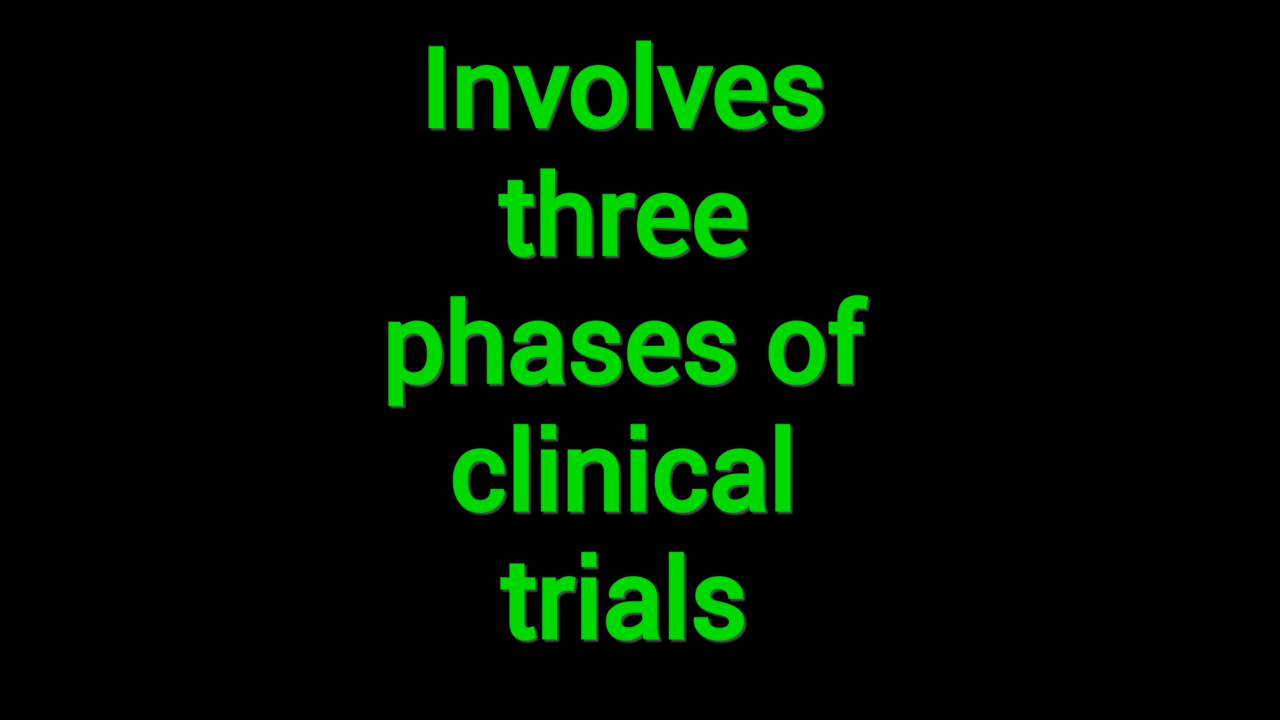 Involves
three
phases of
clinical
trials